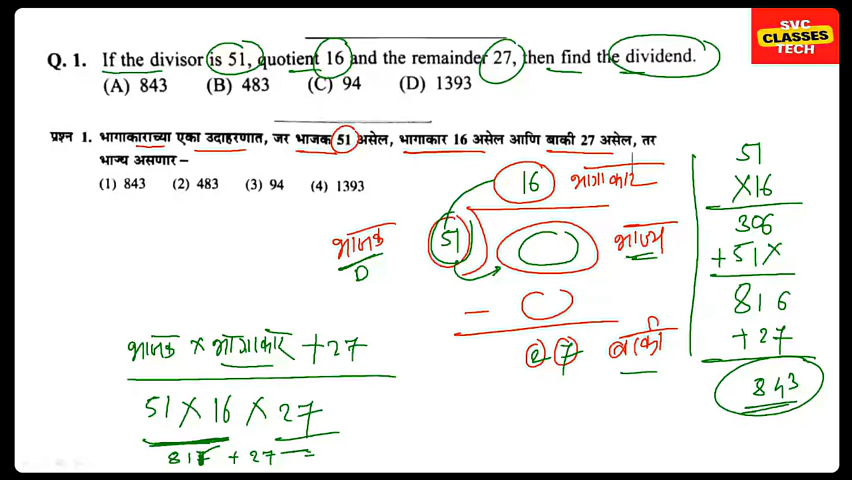 SVC
CLASSES
TECH
Q. 1. If the divisor is 51, quotient 16 and the remainder 27, then find the dividend.
(A) 843 (B) 483 (C) 94 (D) 1393
प्रश्न 1. भागाकाराच्या एका उदाहरणात, जर भाजक 51 असेल, भागाकार 16 असेल आणि बाकी 27 असेल, तर
भाज्य असणार –
(1) 843 (2) 483 (3) 94 (4) 1393
16 भागाकार
भाजक 51 भाज्य
D
-
27 बाकी
भाजक × भागाकार + 27
51 × 16 × 27
+ 27 =
51
×16
306
+ 51×
816
+ 27
843